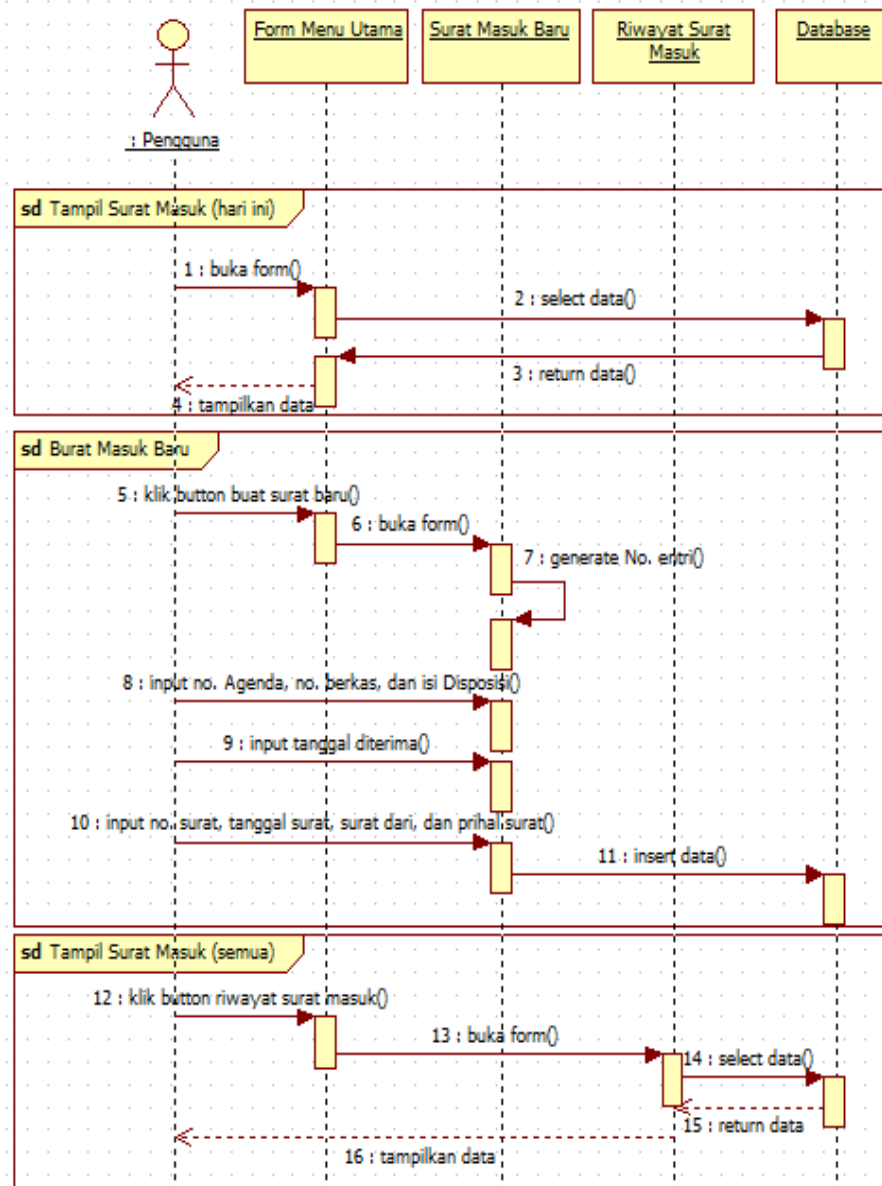 Form Menu Utama
Surat Masuk Baru
Riwayat Surat
Masuk
Database
: Pengguna
sd Tampil Surat Masuk (hari ini)
1 : buka form()
2 : select data()
3 : return data()
4 : tampilkan data
sd Burat Masuk Baru
5 : klik button buat surat baru()
6 : buka form()
7 : generate No. entri()
8 : input no. Agenda, no. berkas, dan isi Disposisi()
9 : input tanggal diterima()
10 : input no. surat, tanggal surat, surat dari, dan prihal surat()
11 : insert data()
sd Tampil Surat Masuk (semua)
12 : klik button riwayat surat masuk()
13 : buka form()
14 : select data()
15 : return data
16 : tampilkan data